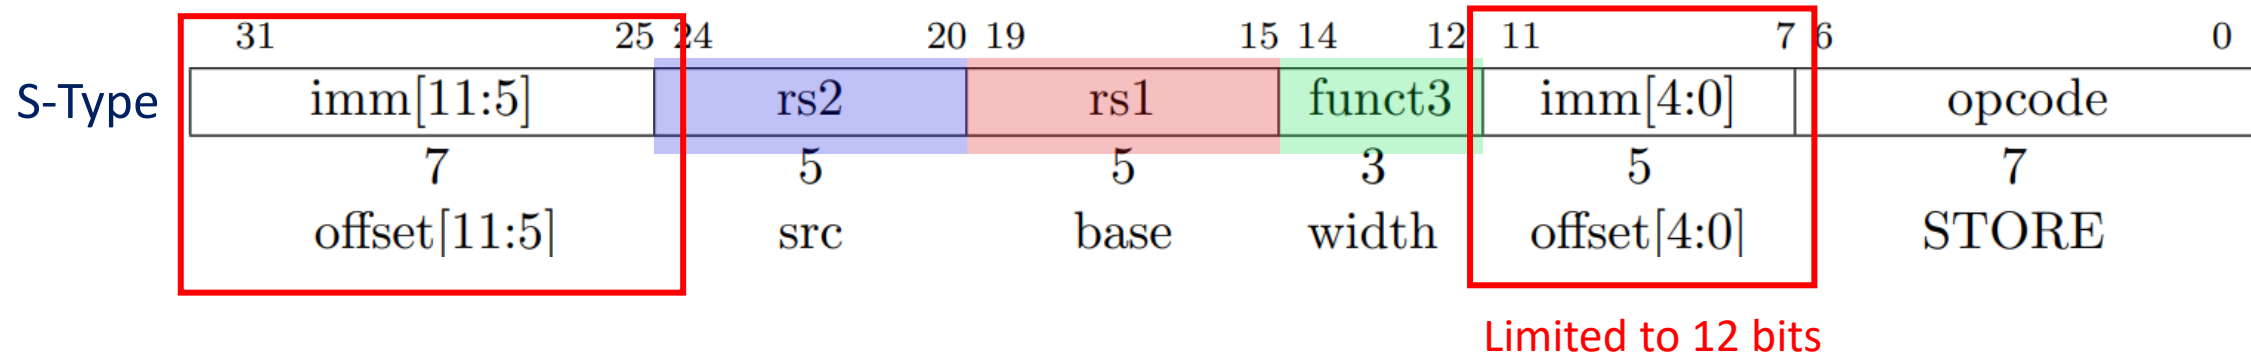 31 25 24 20 19 15 14 12 11 7 6 0
S-Type imm[11:5] rs2 rs1 funct3 imm[4:0] opcode
7 5 5 3 5 7
offset[11:5] src base width offset[4:0] STORE
Limited to 12 bits